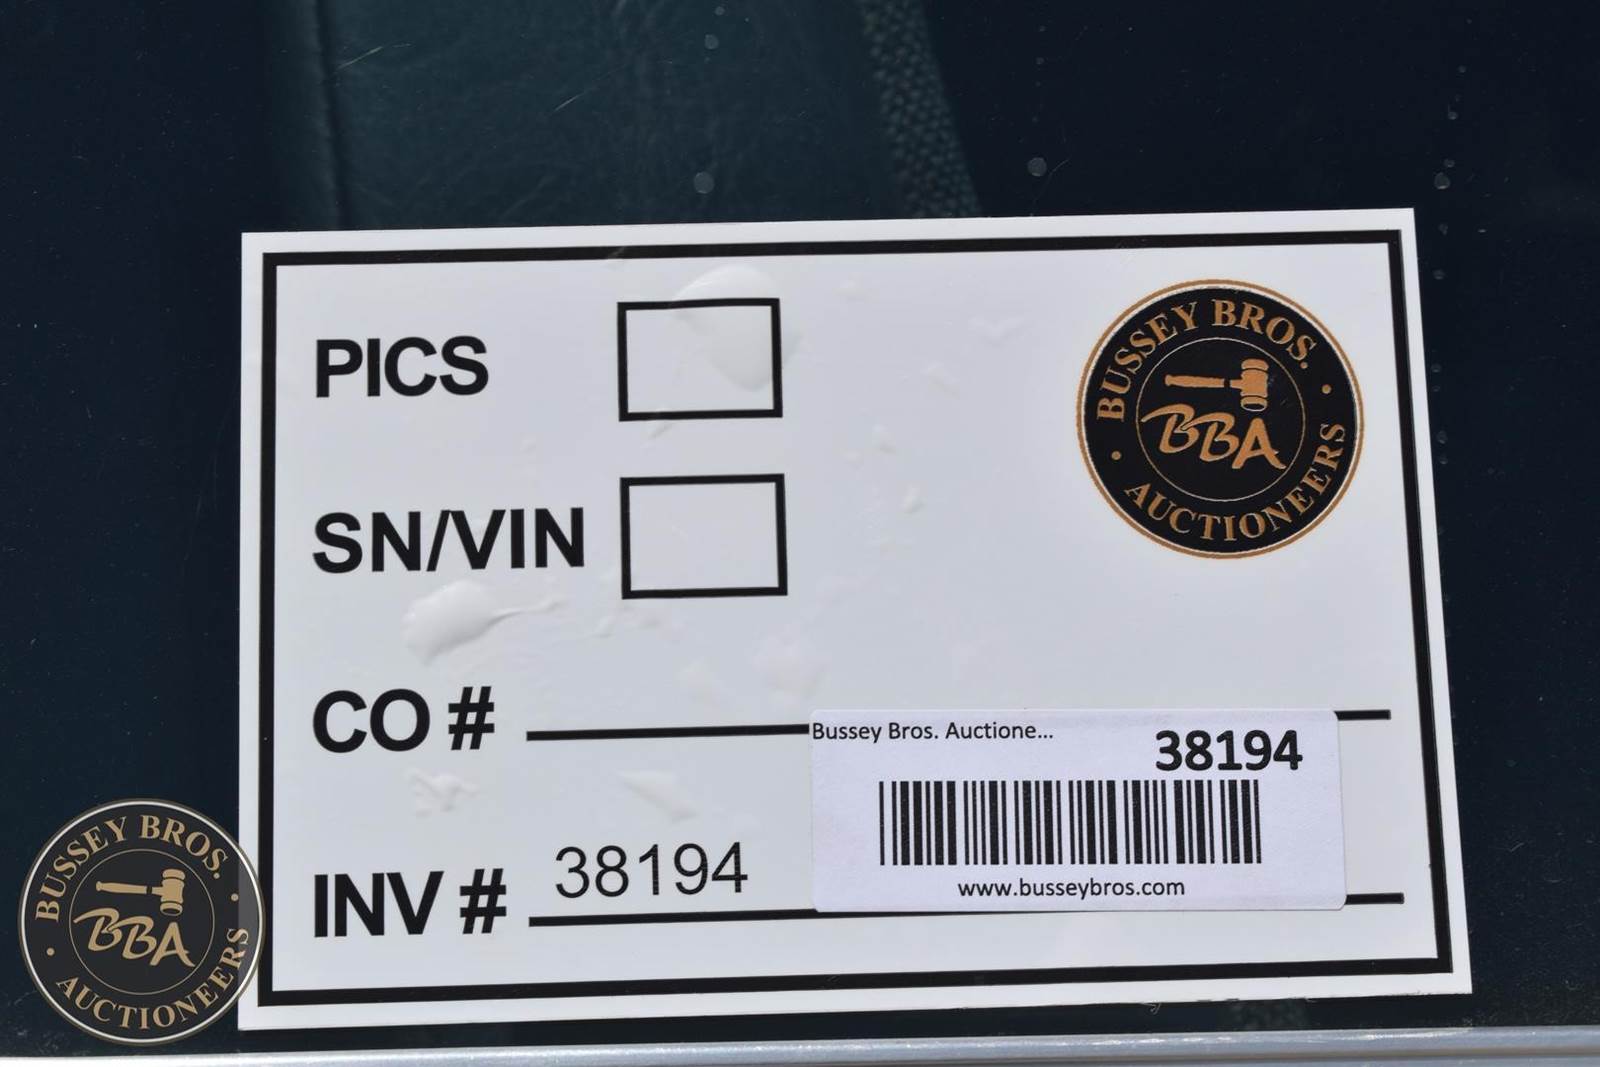 PICS
SN/VIN
CO #
INV # 38194
BUSSEY BROS.
BBA
AUCTIONEERS
Bussey Bros. Auctione...
38194
www.busseybros.com
BUSSEY BROS.
BBA
AUCTIONEERS